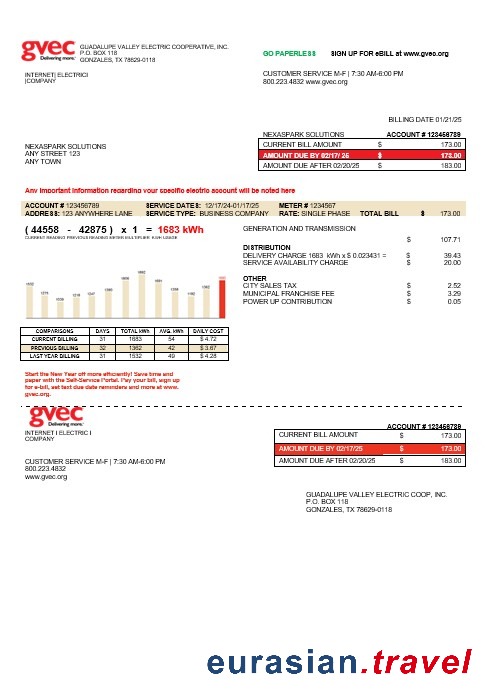 gvec
Delivering more.
GUADALUPE VALLEY ELECTRIC COOPERATIVE, INC.
P.O. BOX 118
GONZALES, TX 78629-0118
GO PAPERLESS SIGN UP FOR eBILL at www.gvec.org
INTERNET| ELECTRICI
|COMPANY
CUSTOMER SERVICE M-F | 7:30 AM-6:00 PM
800.223.4832 www.gvec.org
BILLING DATE 01/21/25
NEXASPARK SOLUTIONS ACCOUNT # 123456789
CURRENT BILL AMOUNT $ 173.00
AMOUNT DUE BY 02/17/ 25 $ 173.00
AMOUNT DUE AFTER 02/20/25 $ 183.00
NEXASPARK SOLUTIONS
ANY STREET 123
ANY TOWN
Any important information regarding your specific electric account will be noted here
ACCOUNT # 123456789 SERVICE DATES: 12/17/24-01/17/25 METER # 1234567
ADDRESS: 123 ANYWHERE LANE SERVICE TYPE: BUSINESS COMPANY RATE: SINGLE PHASE TOTAL BILL $ 173.00
( 44558 - 42875 ) x 1 = 1683 kWh
CURRENT READING PREVIOUS READING METER MULTIPLIER KWH USAGE
GENERATION AND TRANSMISSION
$ 107.71
DISTRIBUTION
DELIVERY CHARGE 1683 kWh x $ 0.023431 = $ 39.43
SERVICE AVAILABILITY CHARGE $ 20.00
OTHER
CITY SALES TAX $ 2.52
MUNICIPAL FRANCHISE FEE $ 3.29
POWER UP CONTRIBUTION $ 0.05
COMPARISONS DAYS TOTAL kWh AVG. kWh DAILY COST
CURRENT BILLING 31 1683 54 $ 4.72
PREVIOUS BILLING 32 1362 42 $ 3.67
LAST YEAR BILLING 31 1532 49 $ 4.28
Start the New Year off more efficiently! Save time and
paper with the Self-Service Portal. Pay your bill, sign up
for e-bill, set text due date reminders and more at www.
gvec.org.
gvec
Delivering more.
INTERNET I ELECTRIC I
COMPANY
ACCOUNT # 123456789
CURRENT BILL AMOUNT $ 173.00
AMOUNT DUE BY 02/17/25 $ 173.00
AMOUNT DUE AFTER 02/20/25 $ 183.00
CUSTOMER SERVICE M-F | 7:30 AM-6:00 PM
800.223.4832
www.gvec.org
GUADALUPE VALLEY ELECTRIC COOP, INC.
P.O. BOX 118
GONZALES, TX 78629-0118
eurasian.travel